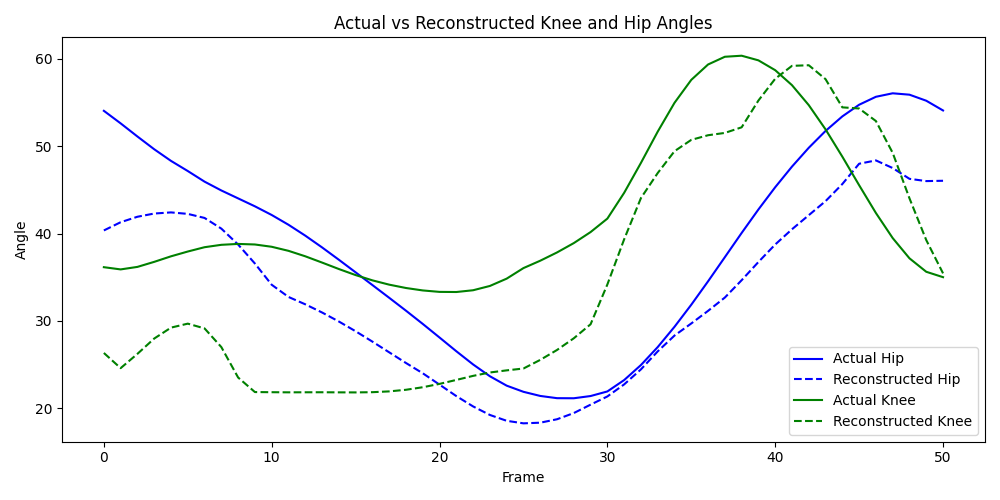 Actual vs Reconstructed Knee and Hip Angles
60
50
40
30
20
Angle
0
10
20
30
40
50
Frame
Actual Hip
Reconstructed Hip
Actual Knee
Reconstructed Knee